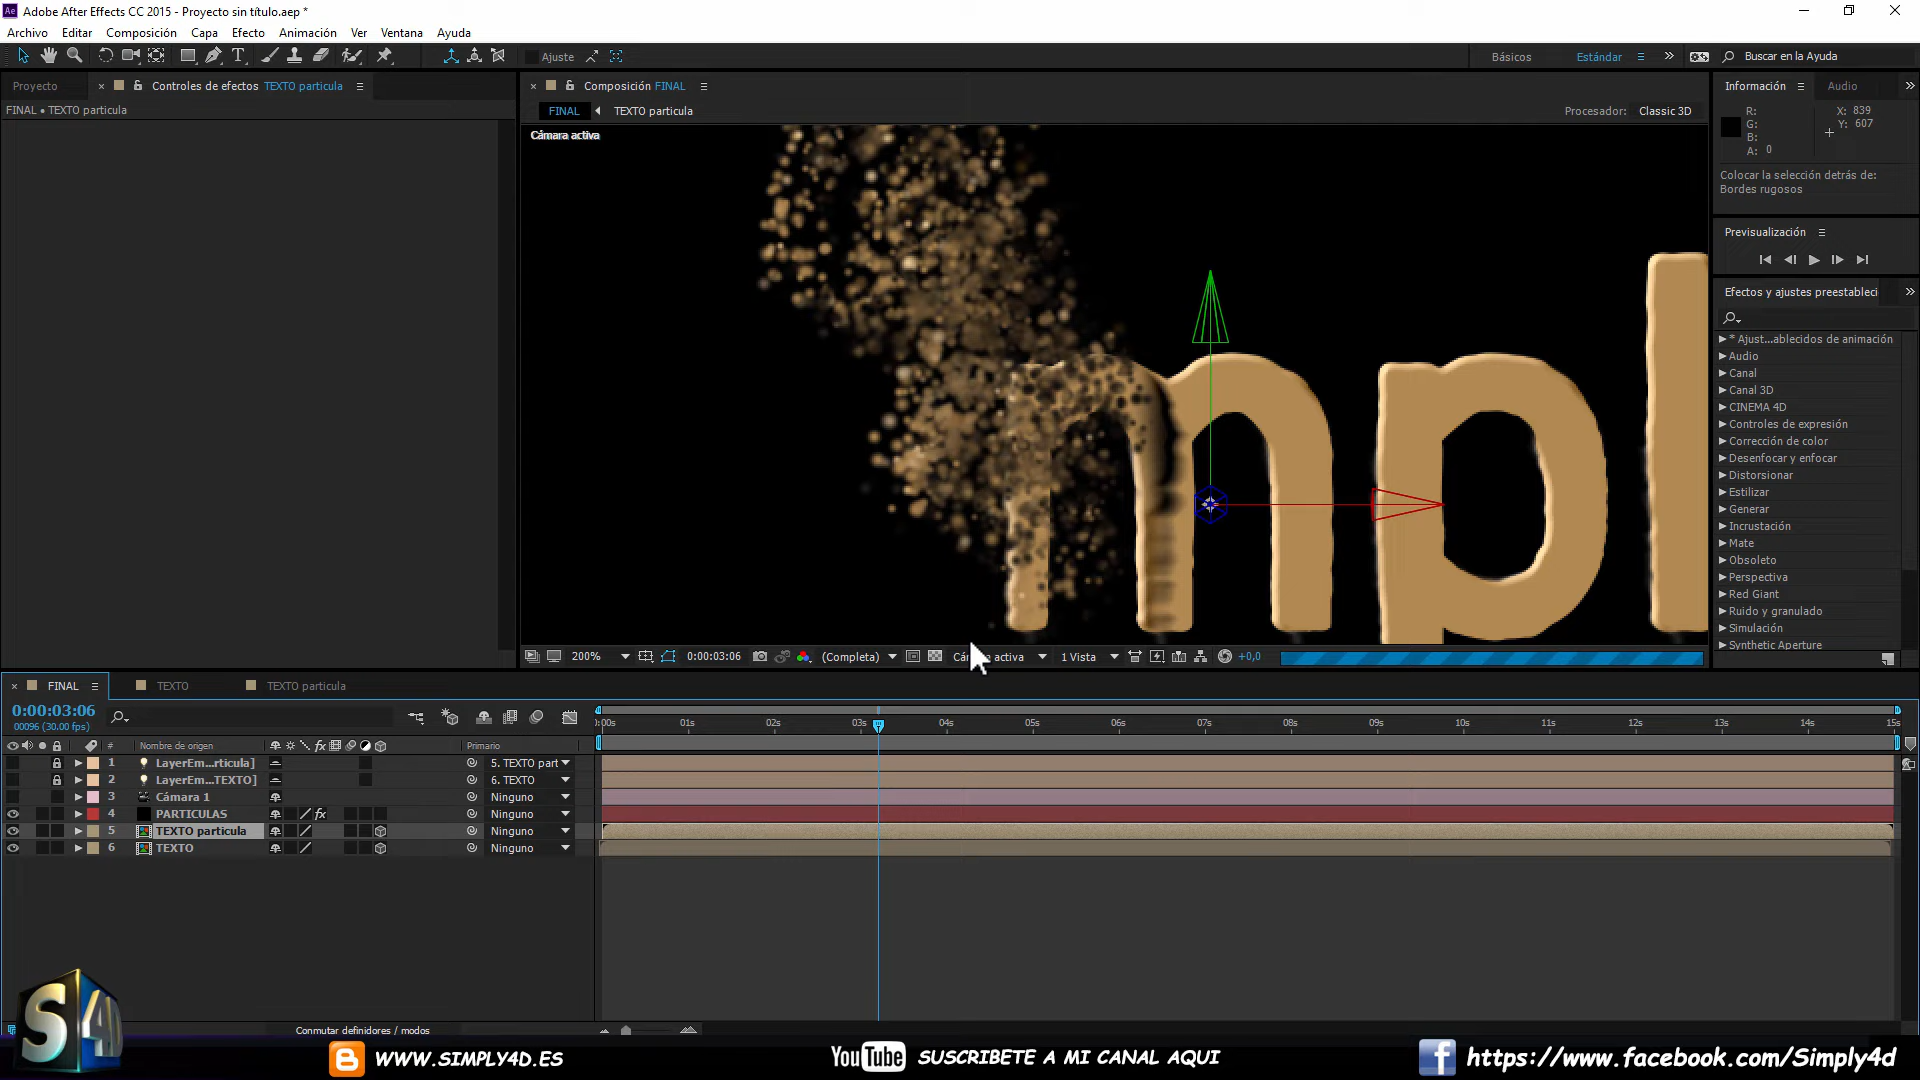 Adobe After Effects CC 2015 - Proyecto sin título.aep *
Archivo Editar Composición Capa Efecto Animación Ver Ventana Ayuda
Ajuste Básicos Estándar Buscar en la Ayuda
Proyecto Controles de efectos TEXTO particula
Composición FINAL
Información Audio
FINAL • TEXTO particula
FINAL TEXTO particula Procesador: Classic 3D
Cámara activa
R: G: B: A: 0
X: 839
Y: 607
Colocar la selección detrás de:
Bordes rugosos
Previsualización
Efectos y ajustes preestableci
* Ajust...ablecidos de animación
Audio
Canal
Canal 3D
CINEMA 4D
Controles de expresión
Corrección de color
Desenfocar y enfocar
Distorsionar
Estilizar
Generar
Incrustación
Mate
Obsoleto
Perspectiva
Red Giant
Ruido y granulado
Simulación
Synthetic Aperture
mpl
200% 0:00:03:06 (Completa) activa 1 Vista +0,0
FINAL TEXTO TEXTO particula
0:00:03:06
00096 (30.00 fps)
:00s 01s 02s 03s 04s 05s 06s 07s 08s 09s 10s 11s 12s 13s 14s 15s
# Nombre de origen fx Primario
1 LayerEm...rticula] 5. TEXTO part
2 LayerEm...TEXTO] 6. TEXTO
3 Cámara 1 Ninguno
4 PARTICULAS fx Ninguno
5 TEXTO particula Ninguno
6 TEXTO Ninguno
Conmutar definidores / modos
S4D
WWW.SIMPLY4D.ES
YouTube SUSCRIBETE A MI CANAL AQUI
https://www.facebook.com/Simply4d